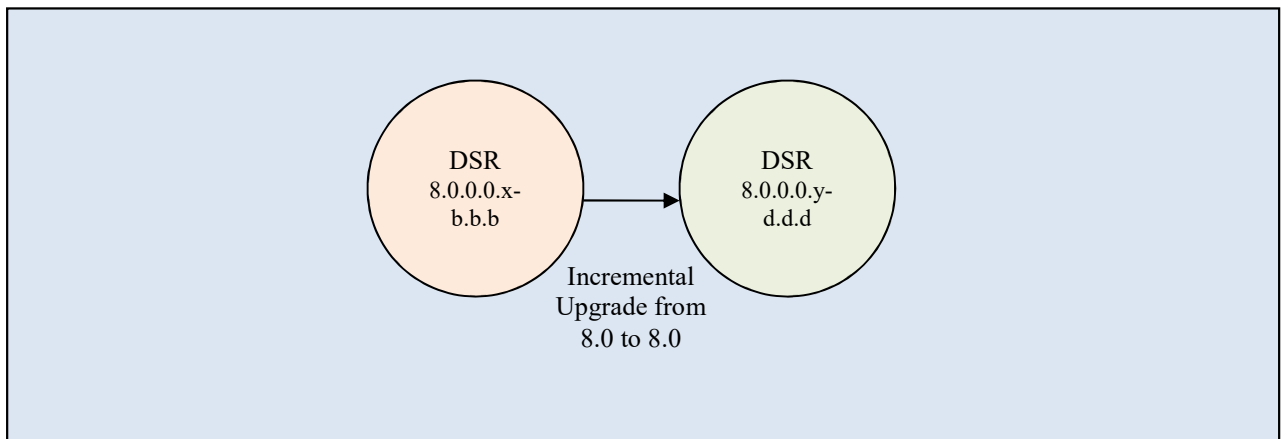 DSR
8.0.0.0.x-
b.b.b
DSR
8.0.0.0.y-
d.d.d
Incremental
Upgrade from
8.0 to 8.0